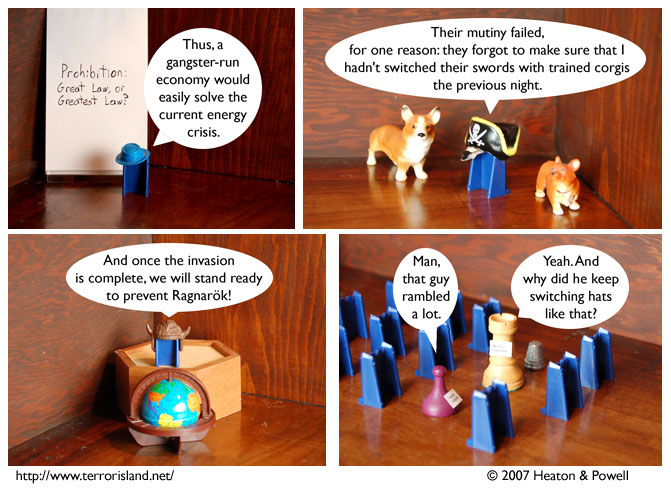 Prohibition:
Great Law, or
Greatest Law?
Thus, a
gangster-run
economy would
easily solve the
current energy
crisis.
Their mutiny failed,
for one reason: they forgot to make sure that I
hadn't switched their swords with trained corgis
the previous night.
And once the invasion
is complete, we will stand ready
to prevent Ragnarök!
Man,
that guy
rambled
a lot.
Yeah. And
why did he keep
switching hats
like that?
http://www.terrorisland.net/
© 2007 Heaton & Powell